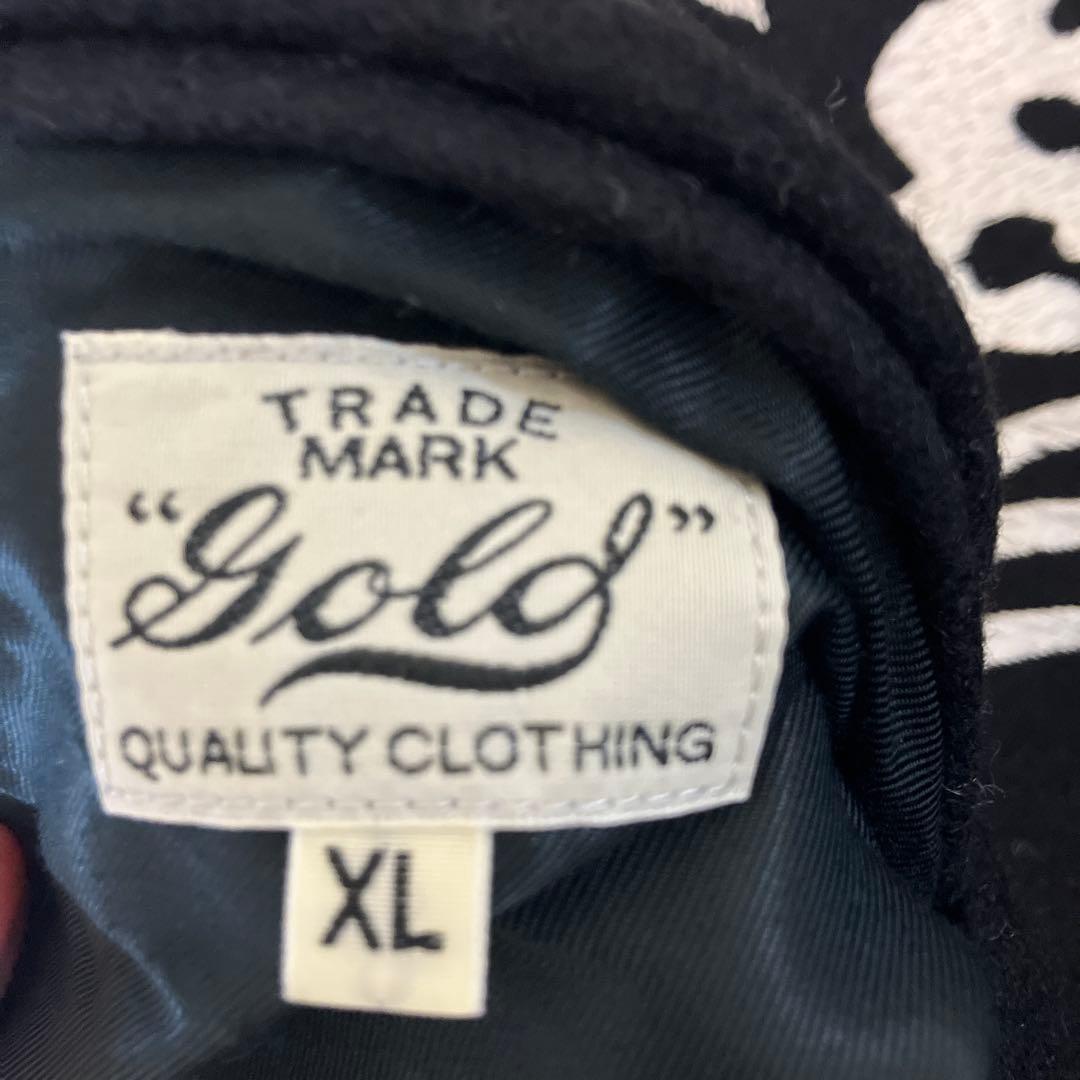 TRADE
MARK
“Gold”
QUALITY CLOTHING
XL